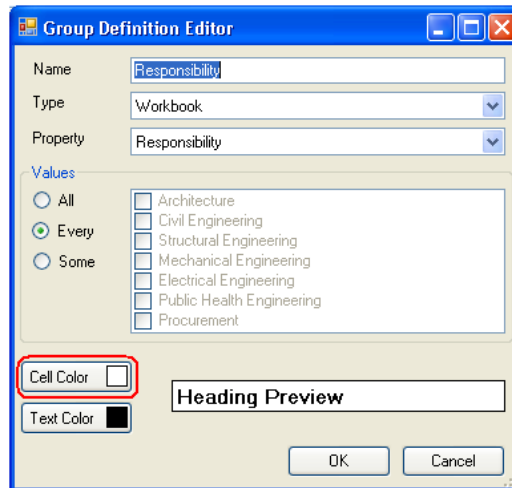 Group Definition Editor
Name
Responsibility
Type
Workbook
Property
Responsibility
Values
All
Every
Some
Architecture
Civil Engineering
Structural Engineering
Mechanical Engineering
Electrical Engineering
Public Health Engineering
Procurement
Cell Color
Text Color
Heading Preview
OK
Cancel